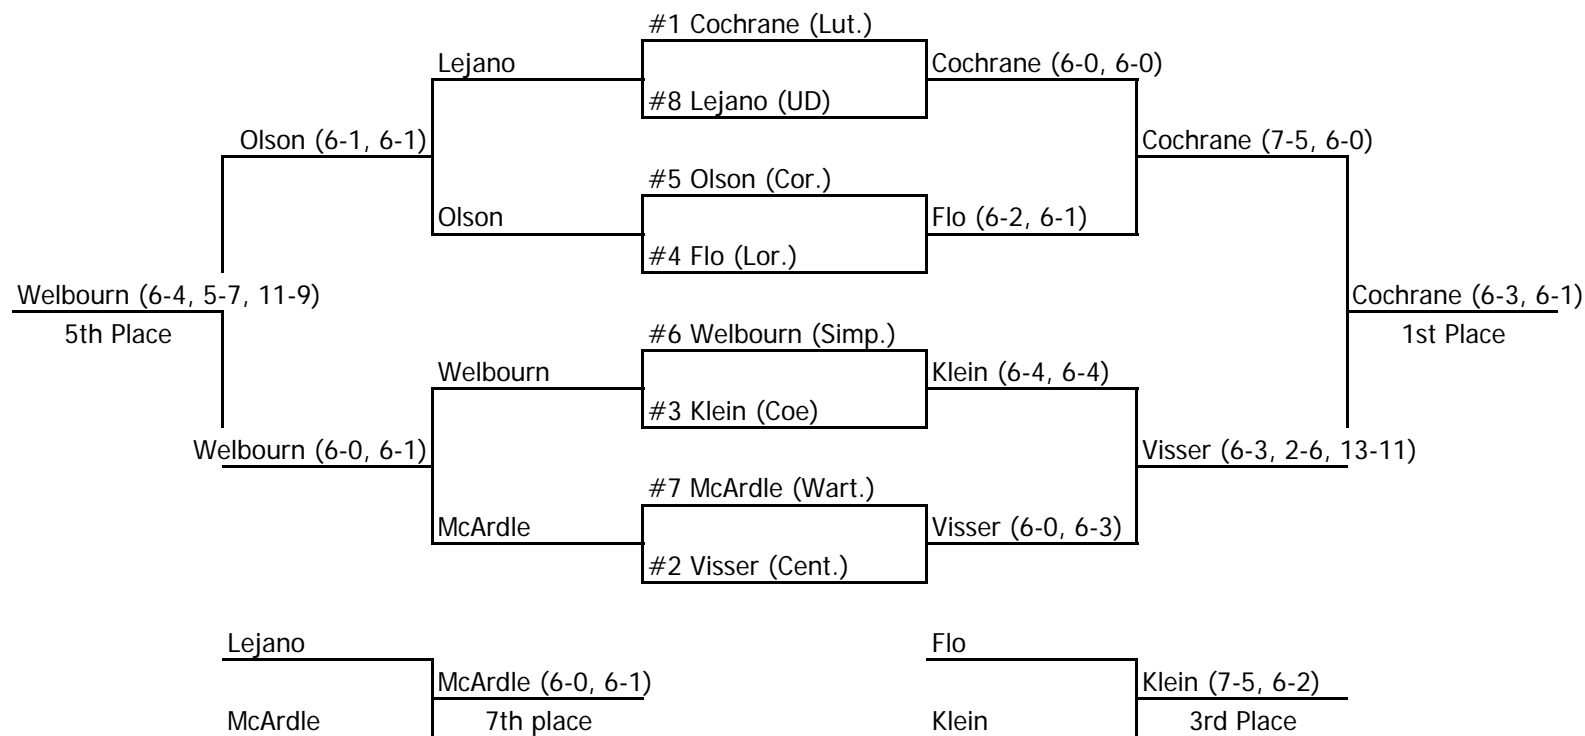 #1 Cochrane (Lut.)
Lejano
Cochrane (6-0, 6-0)
#8 Lejano (UD)
Olson (6-1, 6-1)
Cochrane (7-5, 6-0)
#5 Olson (Cor.)
Olson
Flo (6-2, 6-1)
#4 Flo (Lor.)
Welbourn (6-4, 5-7, 11-9)
Cochrane (6-3, 6-1)
5th Place
#6 Welbourn (Simp.)
1st Place
Welbourn
Klein (6-4, 6-4)
#3 Klein (Coe)
Welbourn (6-0, 6-1)
Visser (6-3, 2-6, 13-11)
#7 McArdle (Wart.)
McArdle
Visser (6-0, 6-3)
#2 Visser (Cent.)
Lejano
Flo
McArdle (6-0, 6-1)
Klein (7-5, 6-2)
McArdle
7th place
Klein
3rd Place